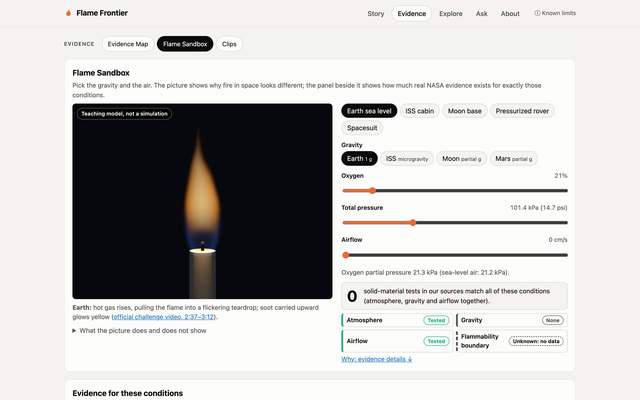 Flame Frontier
Story
Evidence
Explore
Ask
About
ⓘ Known limits
EVIDENCE
Evidence Map
Flame Sandbox
Clips
Flame Sandbox
Pick the gravity and the air. The picture shows why fire in space looks different; the panel beside it shows how much real NASA evidence exists for exactly those
conditions.
Teaching model, not a simulation
Earth: hot gas rises, pulling the flame into a flickering teardrop; soot carried upward
glows yellow (official challenge video, 2:37–3:12).
▶ What the picture does and does not show
Earth sea level
ISS cabin
Moon base
Pressurized rover
Spacesuit
Gravity
Earth 1 g
ISS microgravity
Moon partial g
Mars partial g
Oxygen 21%
Total pressure 101.4 kPa (14.7 psi)
Airflow 0 cm/s
Oxygen partial pressure 21.3 kPa (sea-level air: 21.2 kPa).
0 solid-material tests in our sources match all of these conditions
(atmosphere, gravity and airflow together).
Atmosphere Tested
Gravity None
Airflow Tested
Flammability
boundary
Unknown: no data
Why: evidence details ↓
Evidence for these conditions